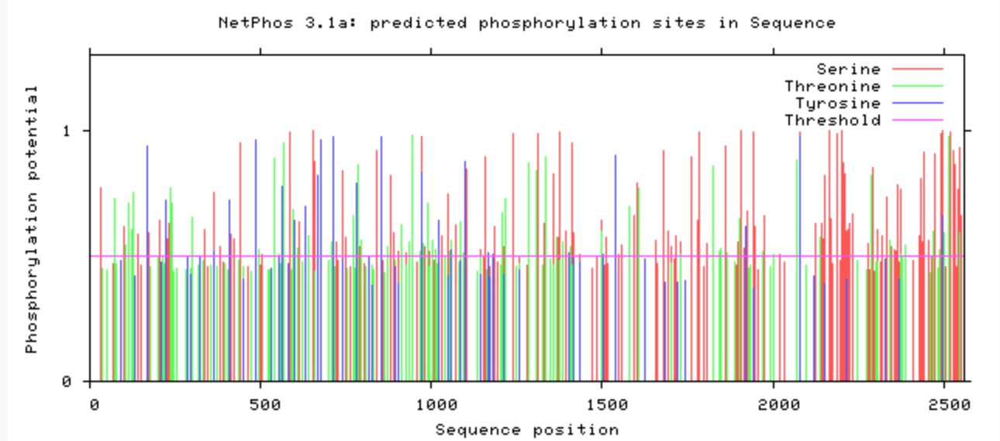 NetPhos 3.1a: predicted phosphorylation sites in Sequence
Serine
Threonine
Tyrosine
Threshold
Phosphorylation potential
1
0
0 500 1000 1500 2000 2500
Sequence position